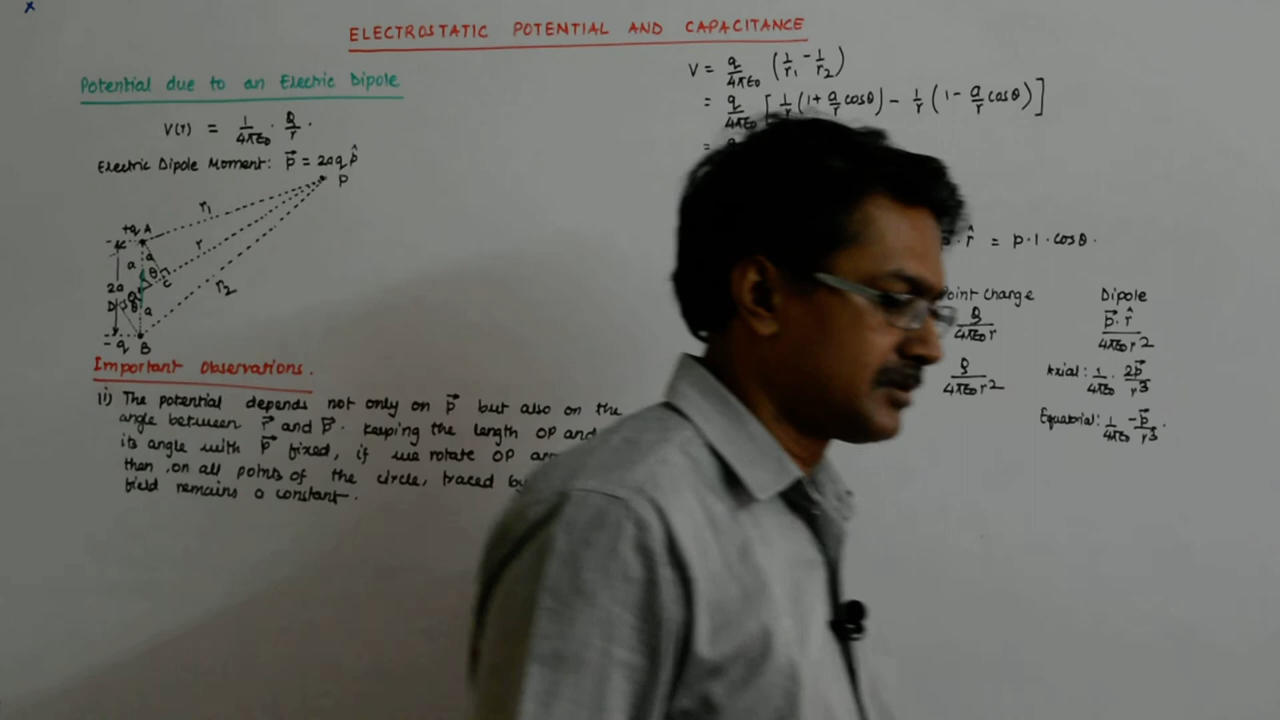 ELECTROSTATIC POTENTIAL AND CAPACITANCE
Potential due to an Electric Dipole
V(r) = 1/4πε0 · Q/r .
Electric Dipole Moment: p⃗ = 2aq p̂
P
r1
+q A
r
a
a
θ
2a
C
r2
D
θ
a
-q B
Important Observations.
ii) The potential depends not only on p⃗ but also on the
angle between r⃗ and p⃗. Keeping the length OP and
its angle with p⃗ fixed, if we rotate OP
then, on all points of the circle, traced by
field remains a constant.
V = q/4πε0 (1/r1 - 1/r2)
= q/4πε0 [1/r (1 + a/r cosθ) - 1/r (1 - a/r cosθ)]
=
. r̂ = p·1·cosθ.
Point Charge Dipole
Q/4πε0r p⃗·r̂/4πε0r2
Q/4πε0r2 Axial: 1/4πε0 · 2p⃗/r3
Equatorial: 1/4πε0 -p⃗/r3 .